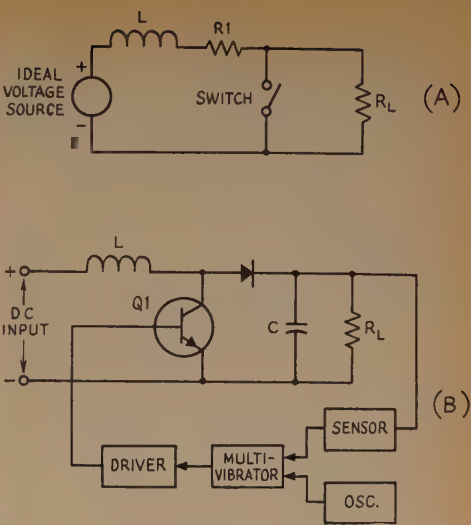 L
R1
IDEAL
VOLTAGE
SOURCE
+
-
SWITCH
RL
(A)
L
+
DC
INPUT
-
Q1
C
RL
(B)
SENSOR
MULTI-
VIBRATOR
DRIVER
OSC.